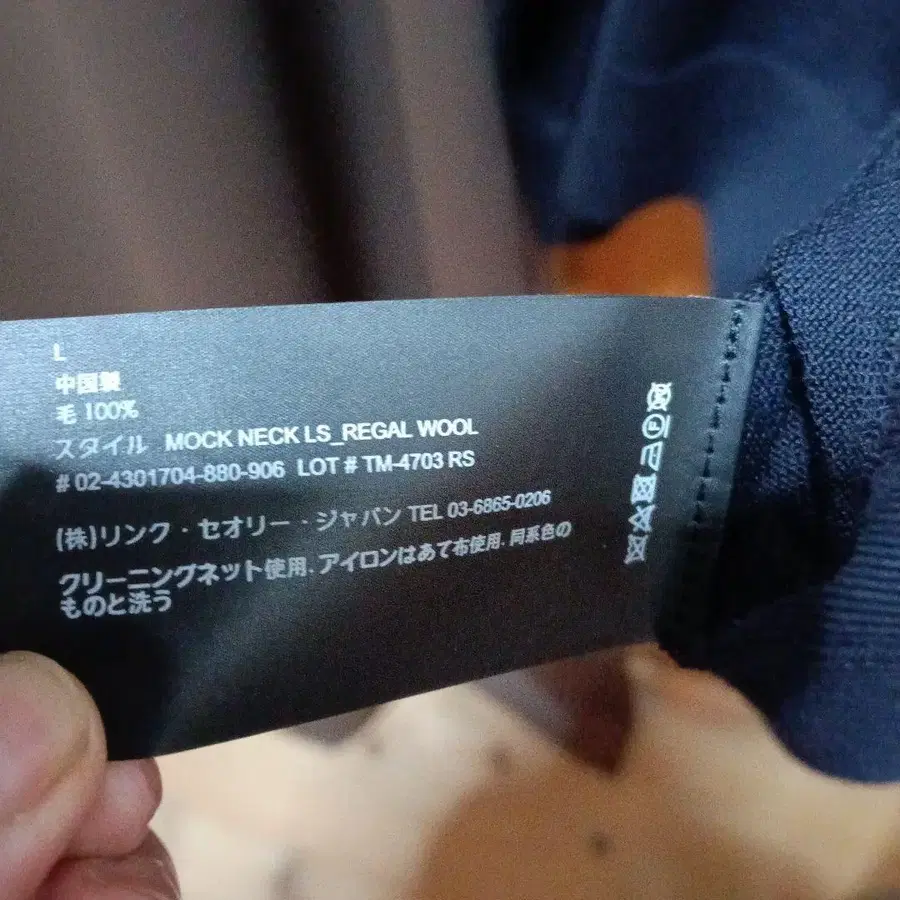 L
中国製
毛 100%
スタイル MOCK NECK LS_REGAL WOOL
# 02-4301704-880-906 LOT # TM-4703 RS
(株)リンク・セオリー・ジャパン TEL 03-6865-0206
クリーニングネット使用．アイロンはあて布使用．同系色の
ものと洗う